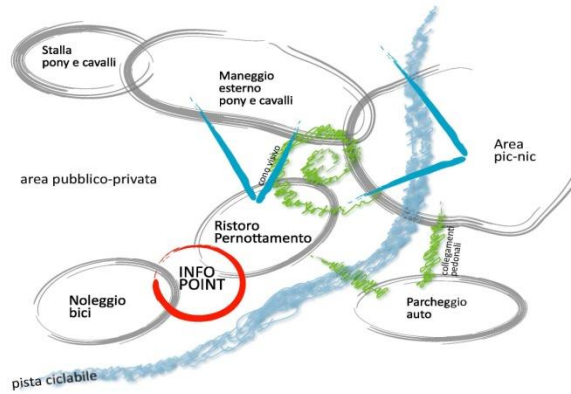 Stalla
pony e cavalli
Maneggio
esterno
pony e cavalli
Area
pic-nic
cono visivo
area pubblico-privata
Ristoro
Pernottamento
INFO
POINT
Noleggio
bici
collegamenti
pedonali
Parcheggio
auto
pista ciclabile